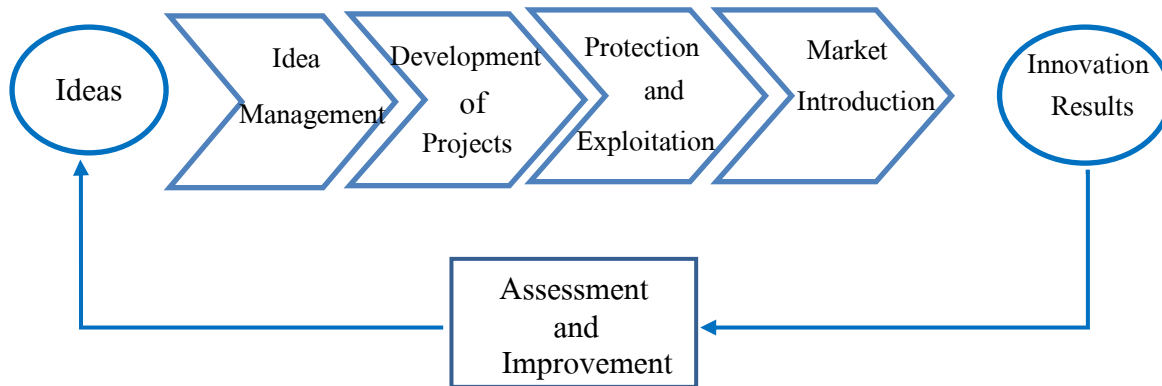 Ideas
Idea
Management
Development
of
Projects
Protection
and
Exploitation
Market
Introduction
Innovation
Results
Assessment
and
Improvement